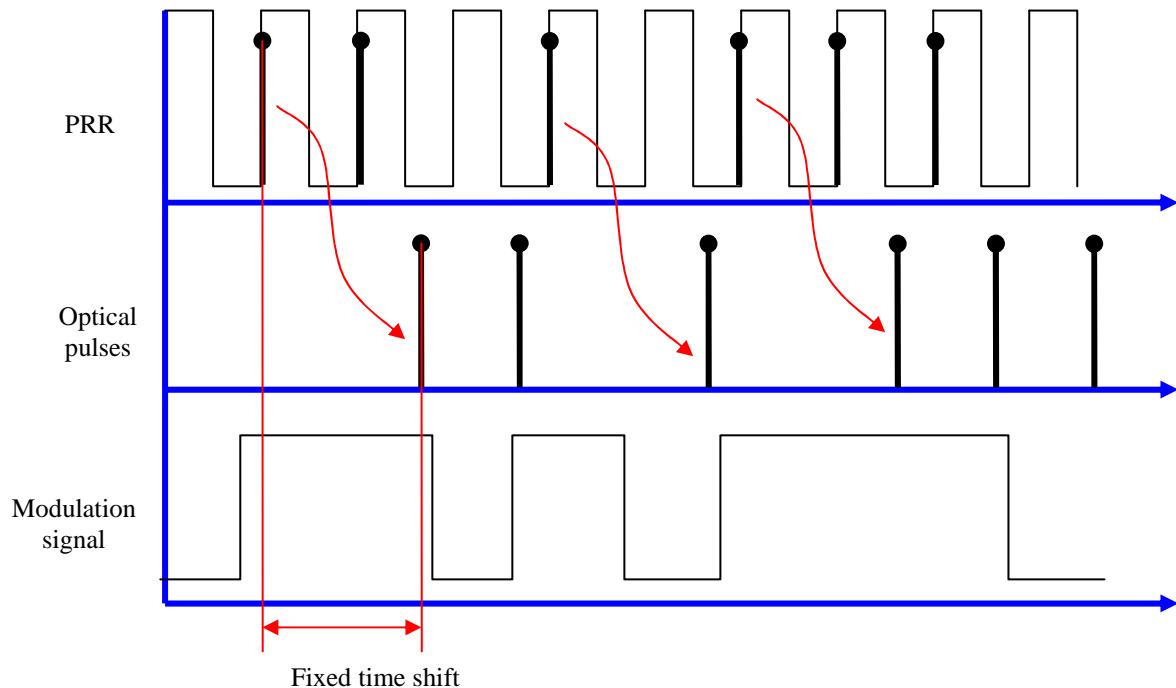 PRR
Optical
pulses
Modulation
signal
Fixed time shift